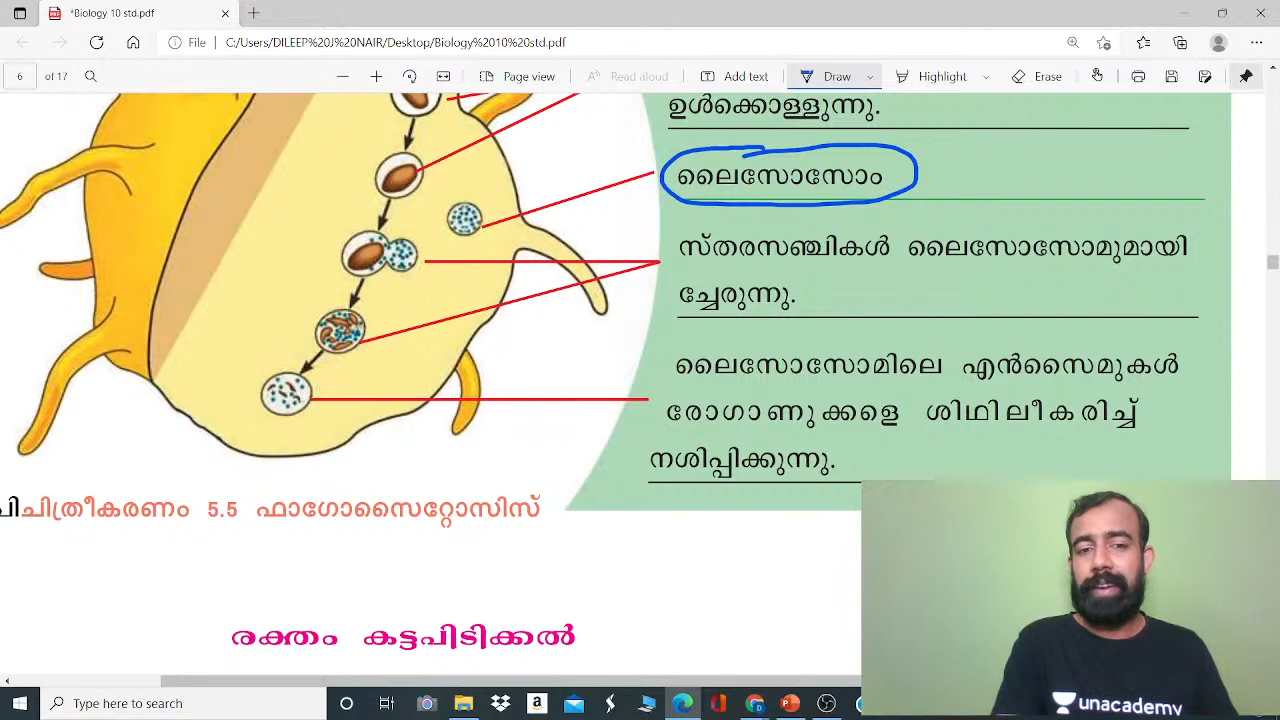 *Biology 10 std.pdf
File C:/Users/DILEEP%20J%20NAIR/Desktop/Biology%2010%20std.pdf
6 of 17 Page view Read aloud Add text Draw Highlight Erase
ഉൾക്കൊള്ളുന്നു.
ലൈസോസോം
സ്തരസഞ്ചികൾ ലൈസോസോമുമായി
ച്ചേരുന്നു.
ലൈസോസോമിലെ എൻസൈമുകൾ
രോഗാണുക്കളെ ശിഥിലീകരിച്ച്
നശിപ്പിക്കുന്നു.
ചിത്രീകരണം 5.5 ഫാഗോസൈറ്റോസിസ്
രക്തം കട്ടപിടിക്കൽ
unacademy
Type here to search